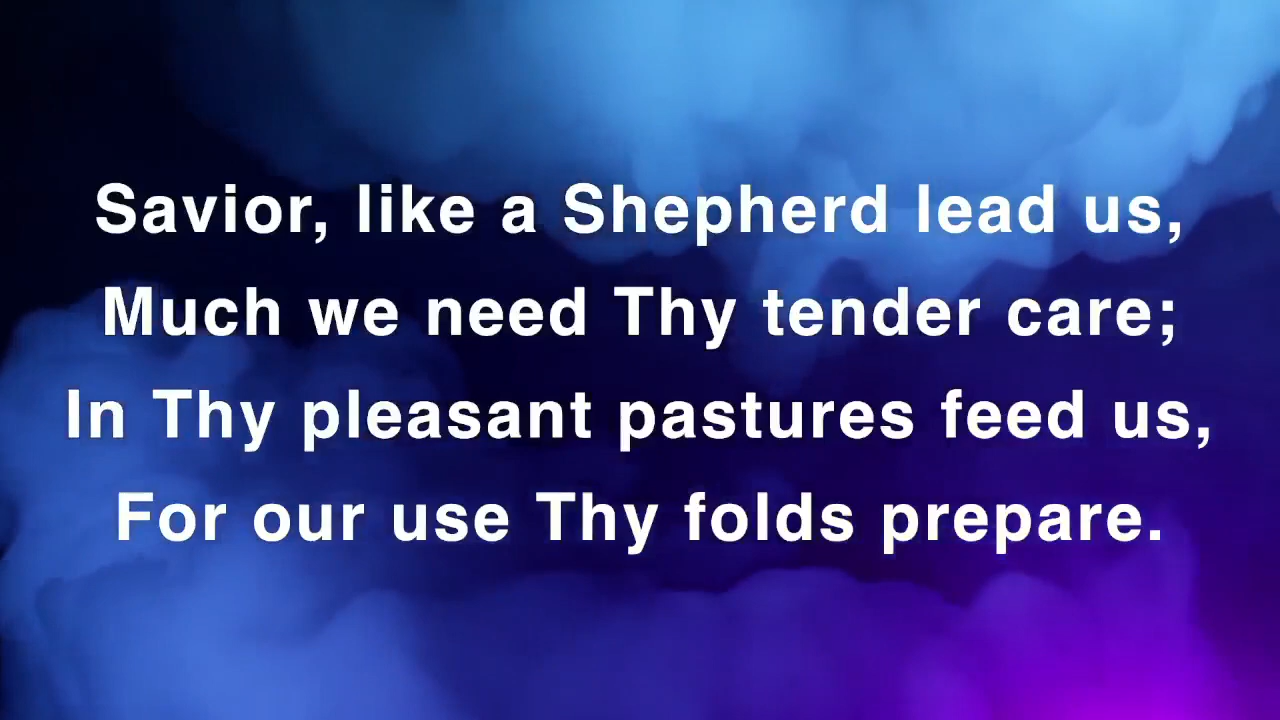 Savior, like a Shepherd lead us,
Much we need Thy tender care;
In Thy pleasant pastures feed us,
For our use Thy folds prepare.